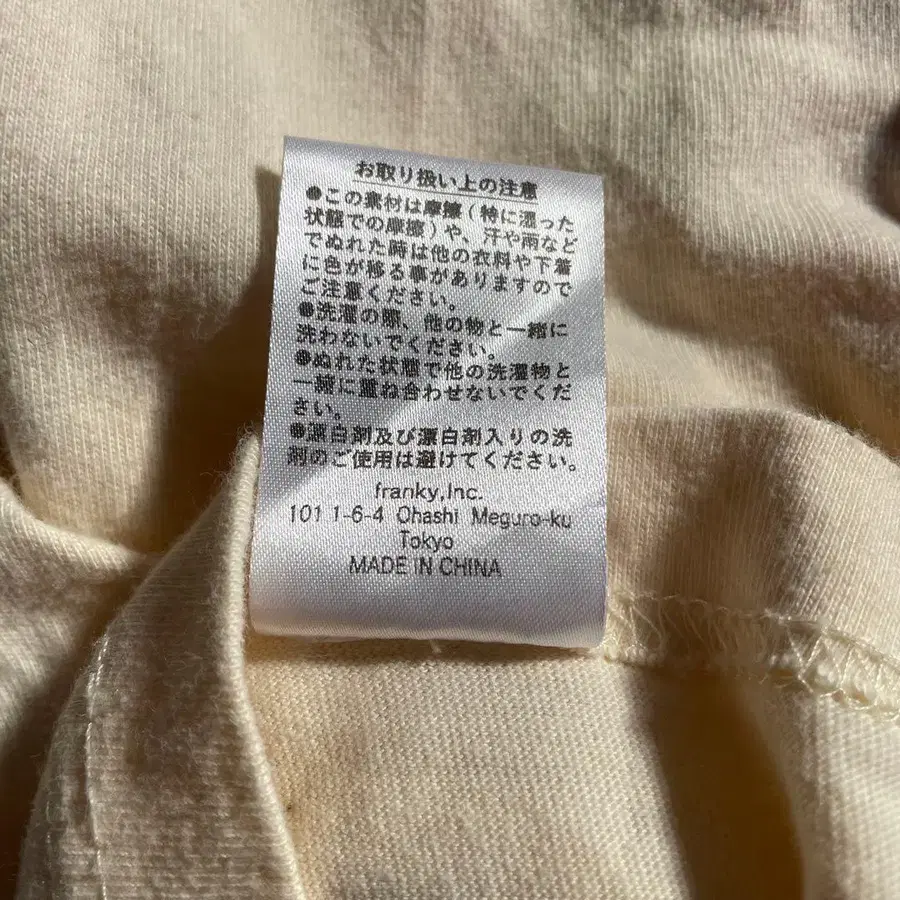 お取り扱い上の注意
●この素材は摩擦(特に湿った
状態での摩擦)や、汗や雨など
でぬれた時は他の衣料や下着
に色が移る事がありますので
ご注意ください。
●洗濯の際、他の物と一緒に
洗わないでください。
●ぬれた状態で他の洗濯物と
一緒に重ね合わせないでくだ
さい。
●漂白剤及び漂白剤入りの洗
剤のご使用は避けてください。
franky,Inc.
101 1-6-4 Ohashi Meguro-ku
Tokyo
MADE IN CHINA